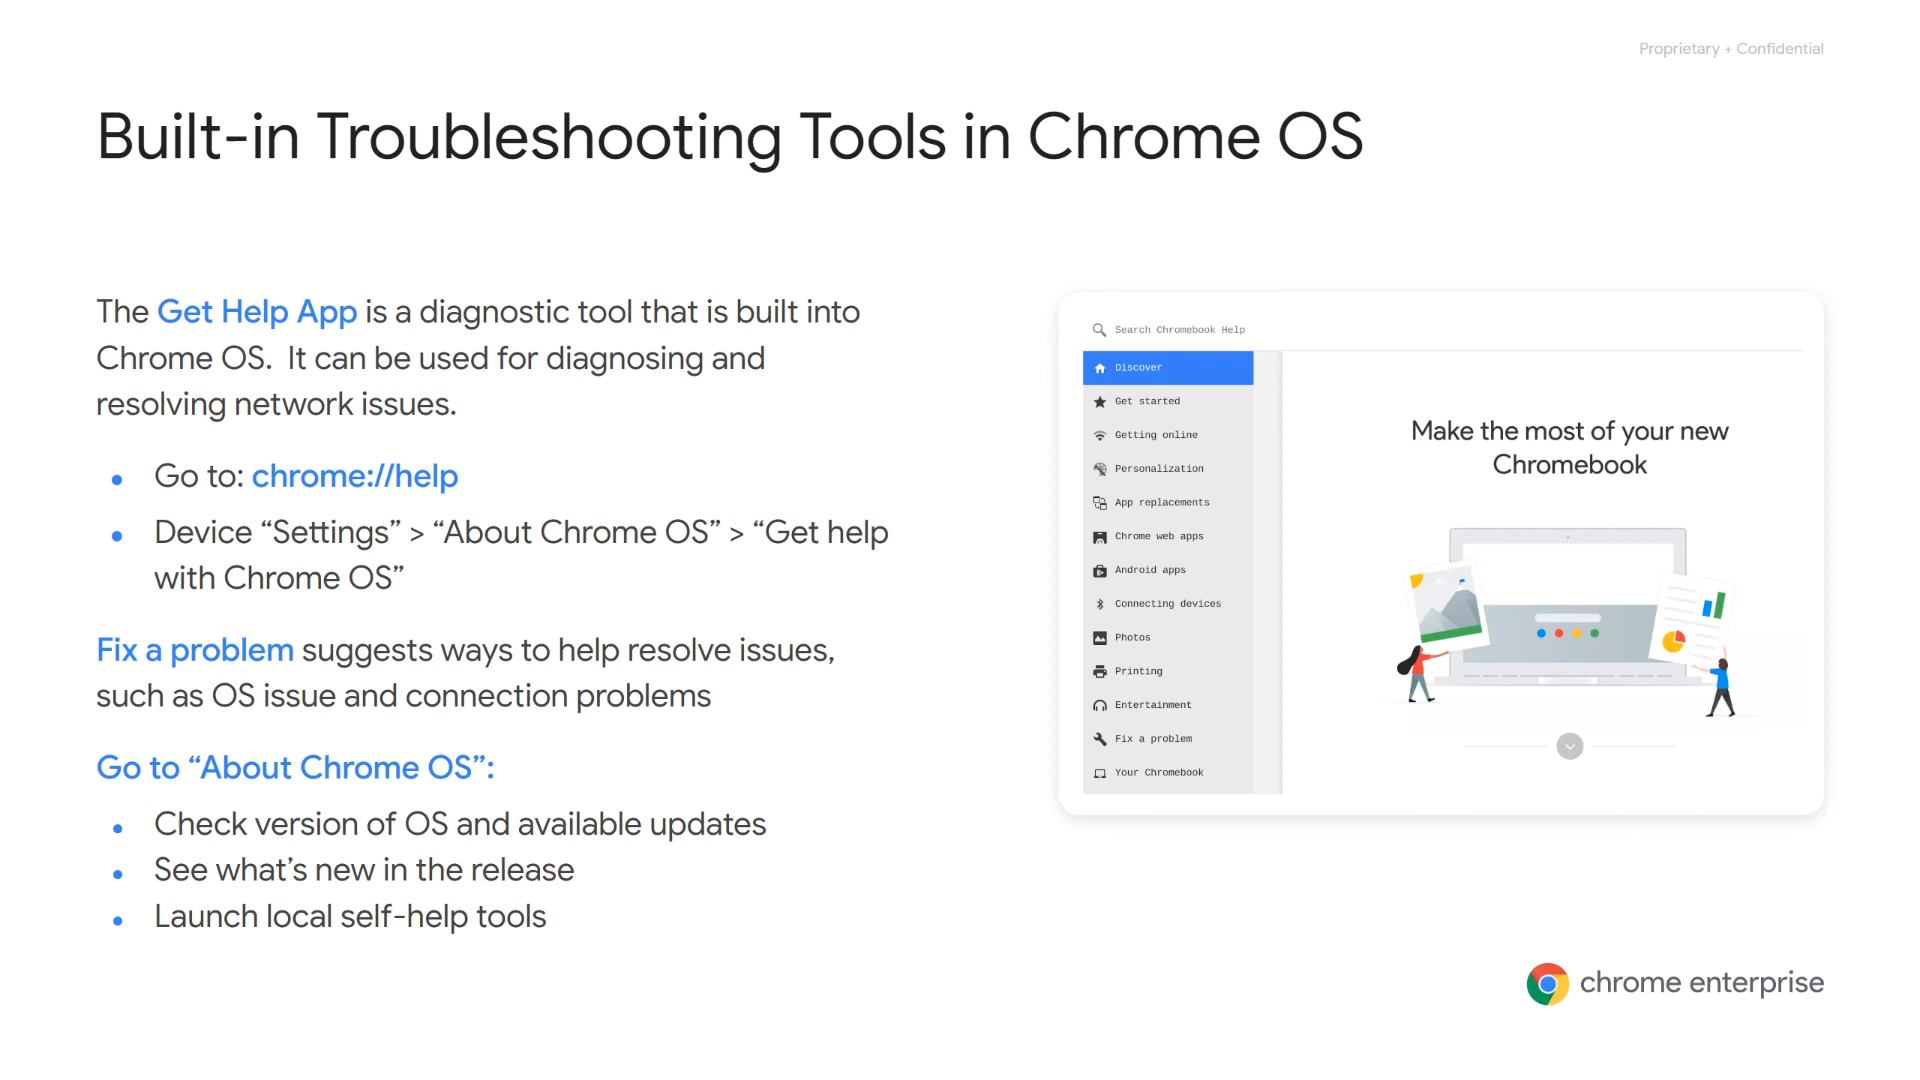 Proprietary + Confidential
Built-in Troubleshooting Tools in Chrome OS
The Get Help App is a diagnostic tool that is built into
Chrome OS.  It can be used for diagnosing and
resolving network issues.
Go to: chrome://help
Device “Settings” > “About Chrome OS” > “Get help
with Chrome OS”
Fix a problem suggests ways to help resolve issues,
such as OS issue and connection problems
Go to “About Chrome OS”:
Check version of OS and available updates
See what’s new in the release
Launch local self-help tools
Search Chromebook Help
Discover
Get started
Getting online
Personalization
App replacements
Chrome web apps
Android apps
Connecting devices
Photos
Printing
Entertainment
Fix a problem
Your Chromebook
Make the most of your new
Chromebook
chrome enterprise